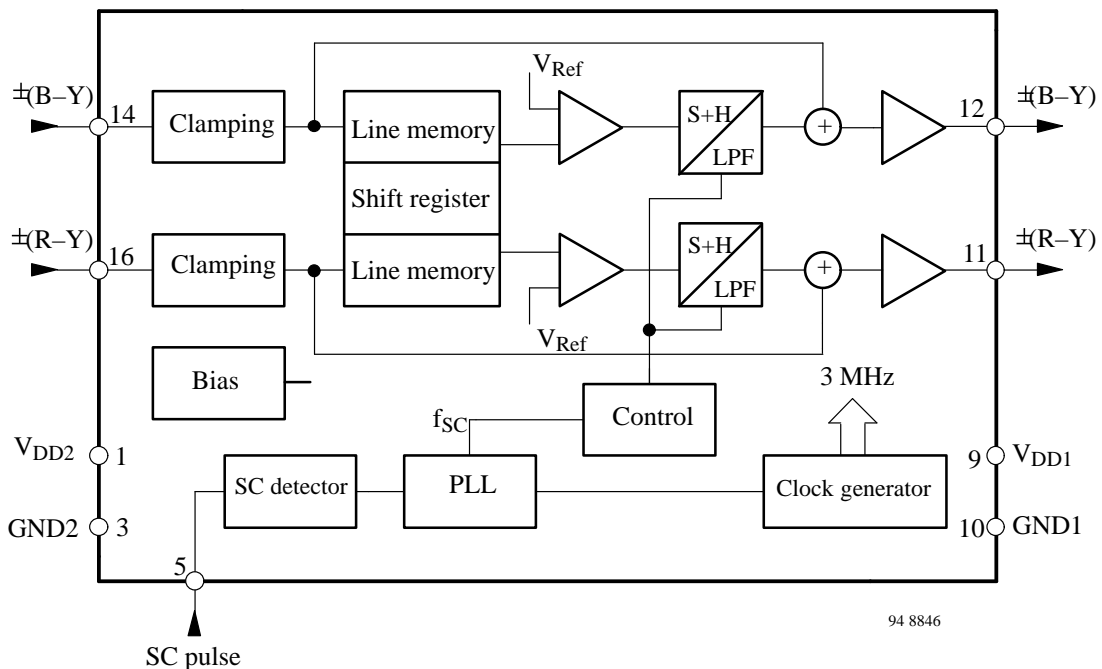 ±(B–Y)
14
Clamping
Line memory
V_Ref
S+H
LPF
+
12
±(B–Y)
Shift register
±(R–Y)
16
Clamping
Line memory
V_Ref
S+H
LPF
+
11
±(R–Y)
Bias
3 MHz
f_SC
Control
V_DD2
1
SC detector
PLL
Clock generator
9
V_DD1
GND2
3
10
GND1
5
SC pulse
94 8846